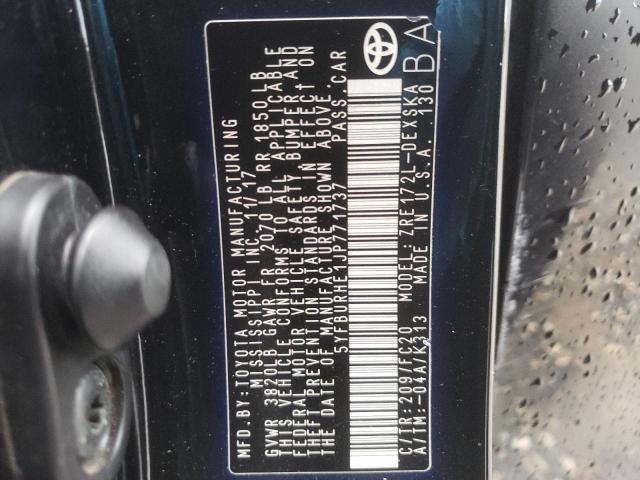 MFD.BY:TOYOTA MOTOR MANUFACTURING
MISSISSIPPI, INC. 11/17
GVWR 3820LB GAWR FR 2070 LB RR 1850 LB
THIS VEHICLE CONFORMS TO ALL APPLICABLE
FEDERAL MOTOR VEHICLE SAFETY, BUMPER AND
THEFT PREVENTION STANDARDS IN EFFECT ON
THE DATE OF MANUFACTURE SHOWN ABOVE.
5YFBURHE1JP771737 PASS.CAR
C/TR:209/FC20 MODEL:ZRE172L-DEXSKA
A/TM:-04A/K313 MADE IN U.S.A. 130
BA